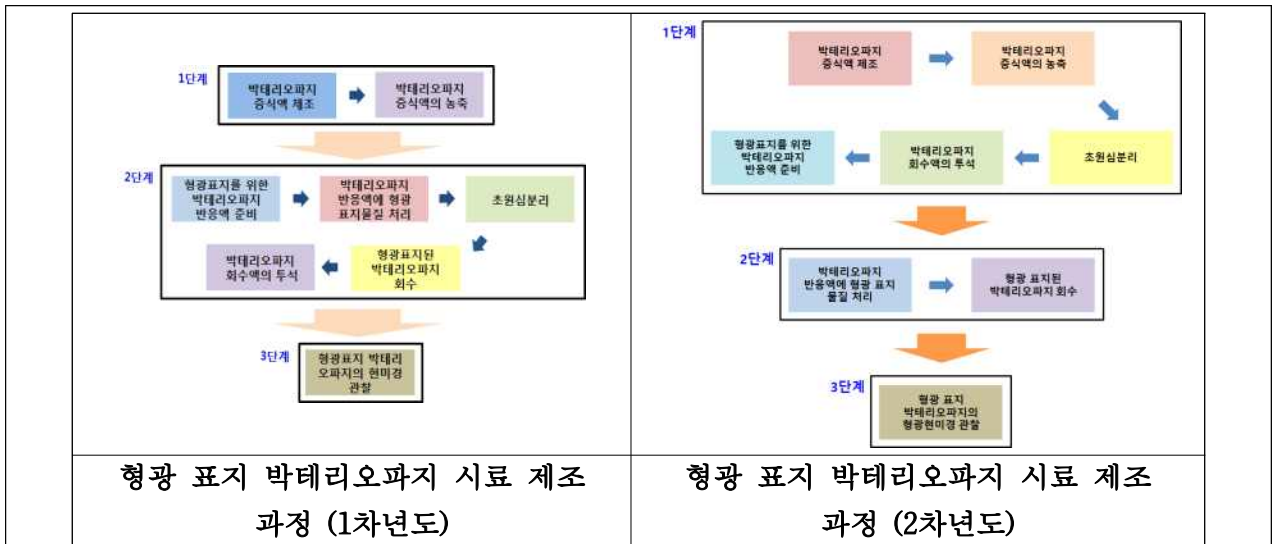 1단계
박테리오파지
증식액 제조
박테리오파지
증식액의 농축
2단계
형광표지를 위한
박테리오파지
반응액 준비
박테리오파지
반응액에 형광
표지물질 처리
초원심분리
형광표지된
박테리오파지
회수
박테리오파지
회수액의 투석
3단계
형광표지 박테리
오파지의 현미경
관찰
형광 표지 박테리오파지 시료 제조
과정 (1차년도)
1단계
박테리오파지
증식액 제조
박테리오파지
증식액의 농축
초원심분리
박테리오파지
회수액의 투석
형광표지를 위한
박테리오파지
반응액 준비
2단계
박테리오파지
반응액에 형광 표지
물질 처리
형광 표지된
박테리오파지 회수
3단계
형광 표지
박테리오파지의
형광현미경 관찰
형광 표지 박테리오파지 시료 제조
과정 (2차년도)